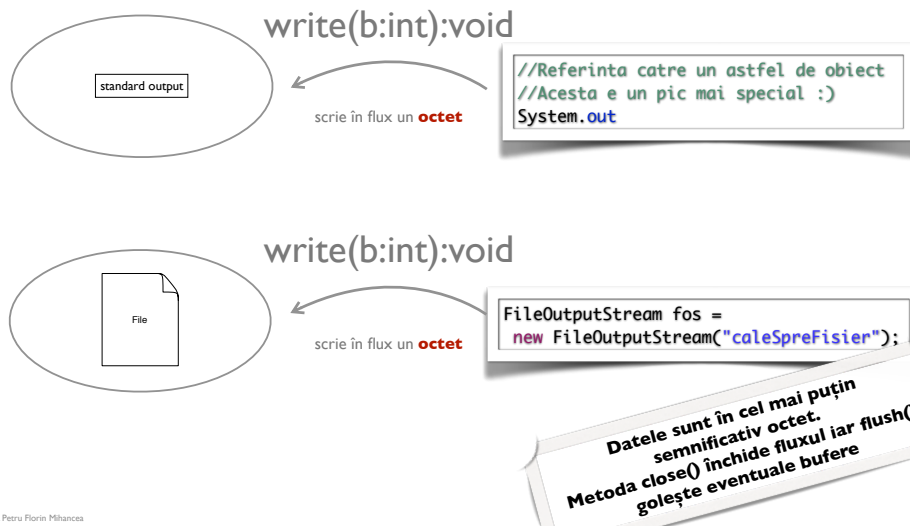 write(b:int):void
standard output
scrie în flux un octet
//Referinta catre un astfel de obiect
//Acesta e un pic mai special :)
System.out
write(b:int):void
File
scrie în flux un octet
FileOutputStream fos =
new FileOutputStream("caleSpreFisier");
Datele sunt în cel mai puțin
semnificativ octet.
Metoda close() închide fluxul iar flush()
golește eventuale bufere
Petru Florin Mihancea